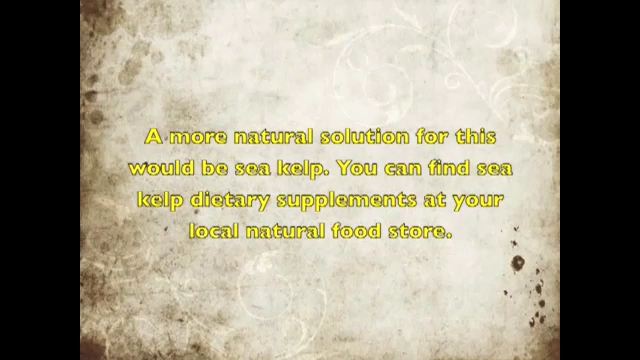 A more natural solution for this
would be sea kelp. You can find sea
kelp dietary supplements at your
local natural food store.